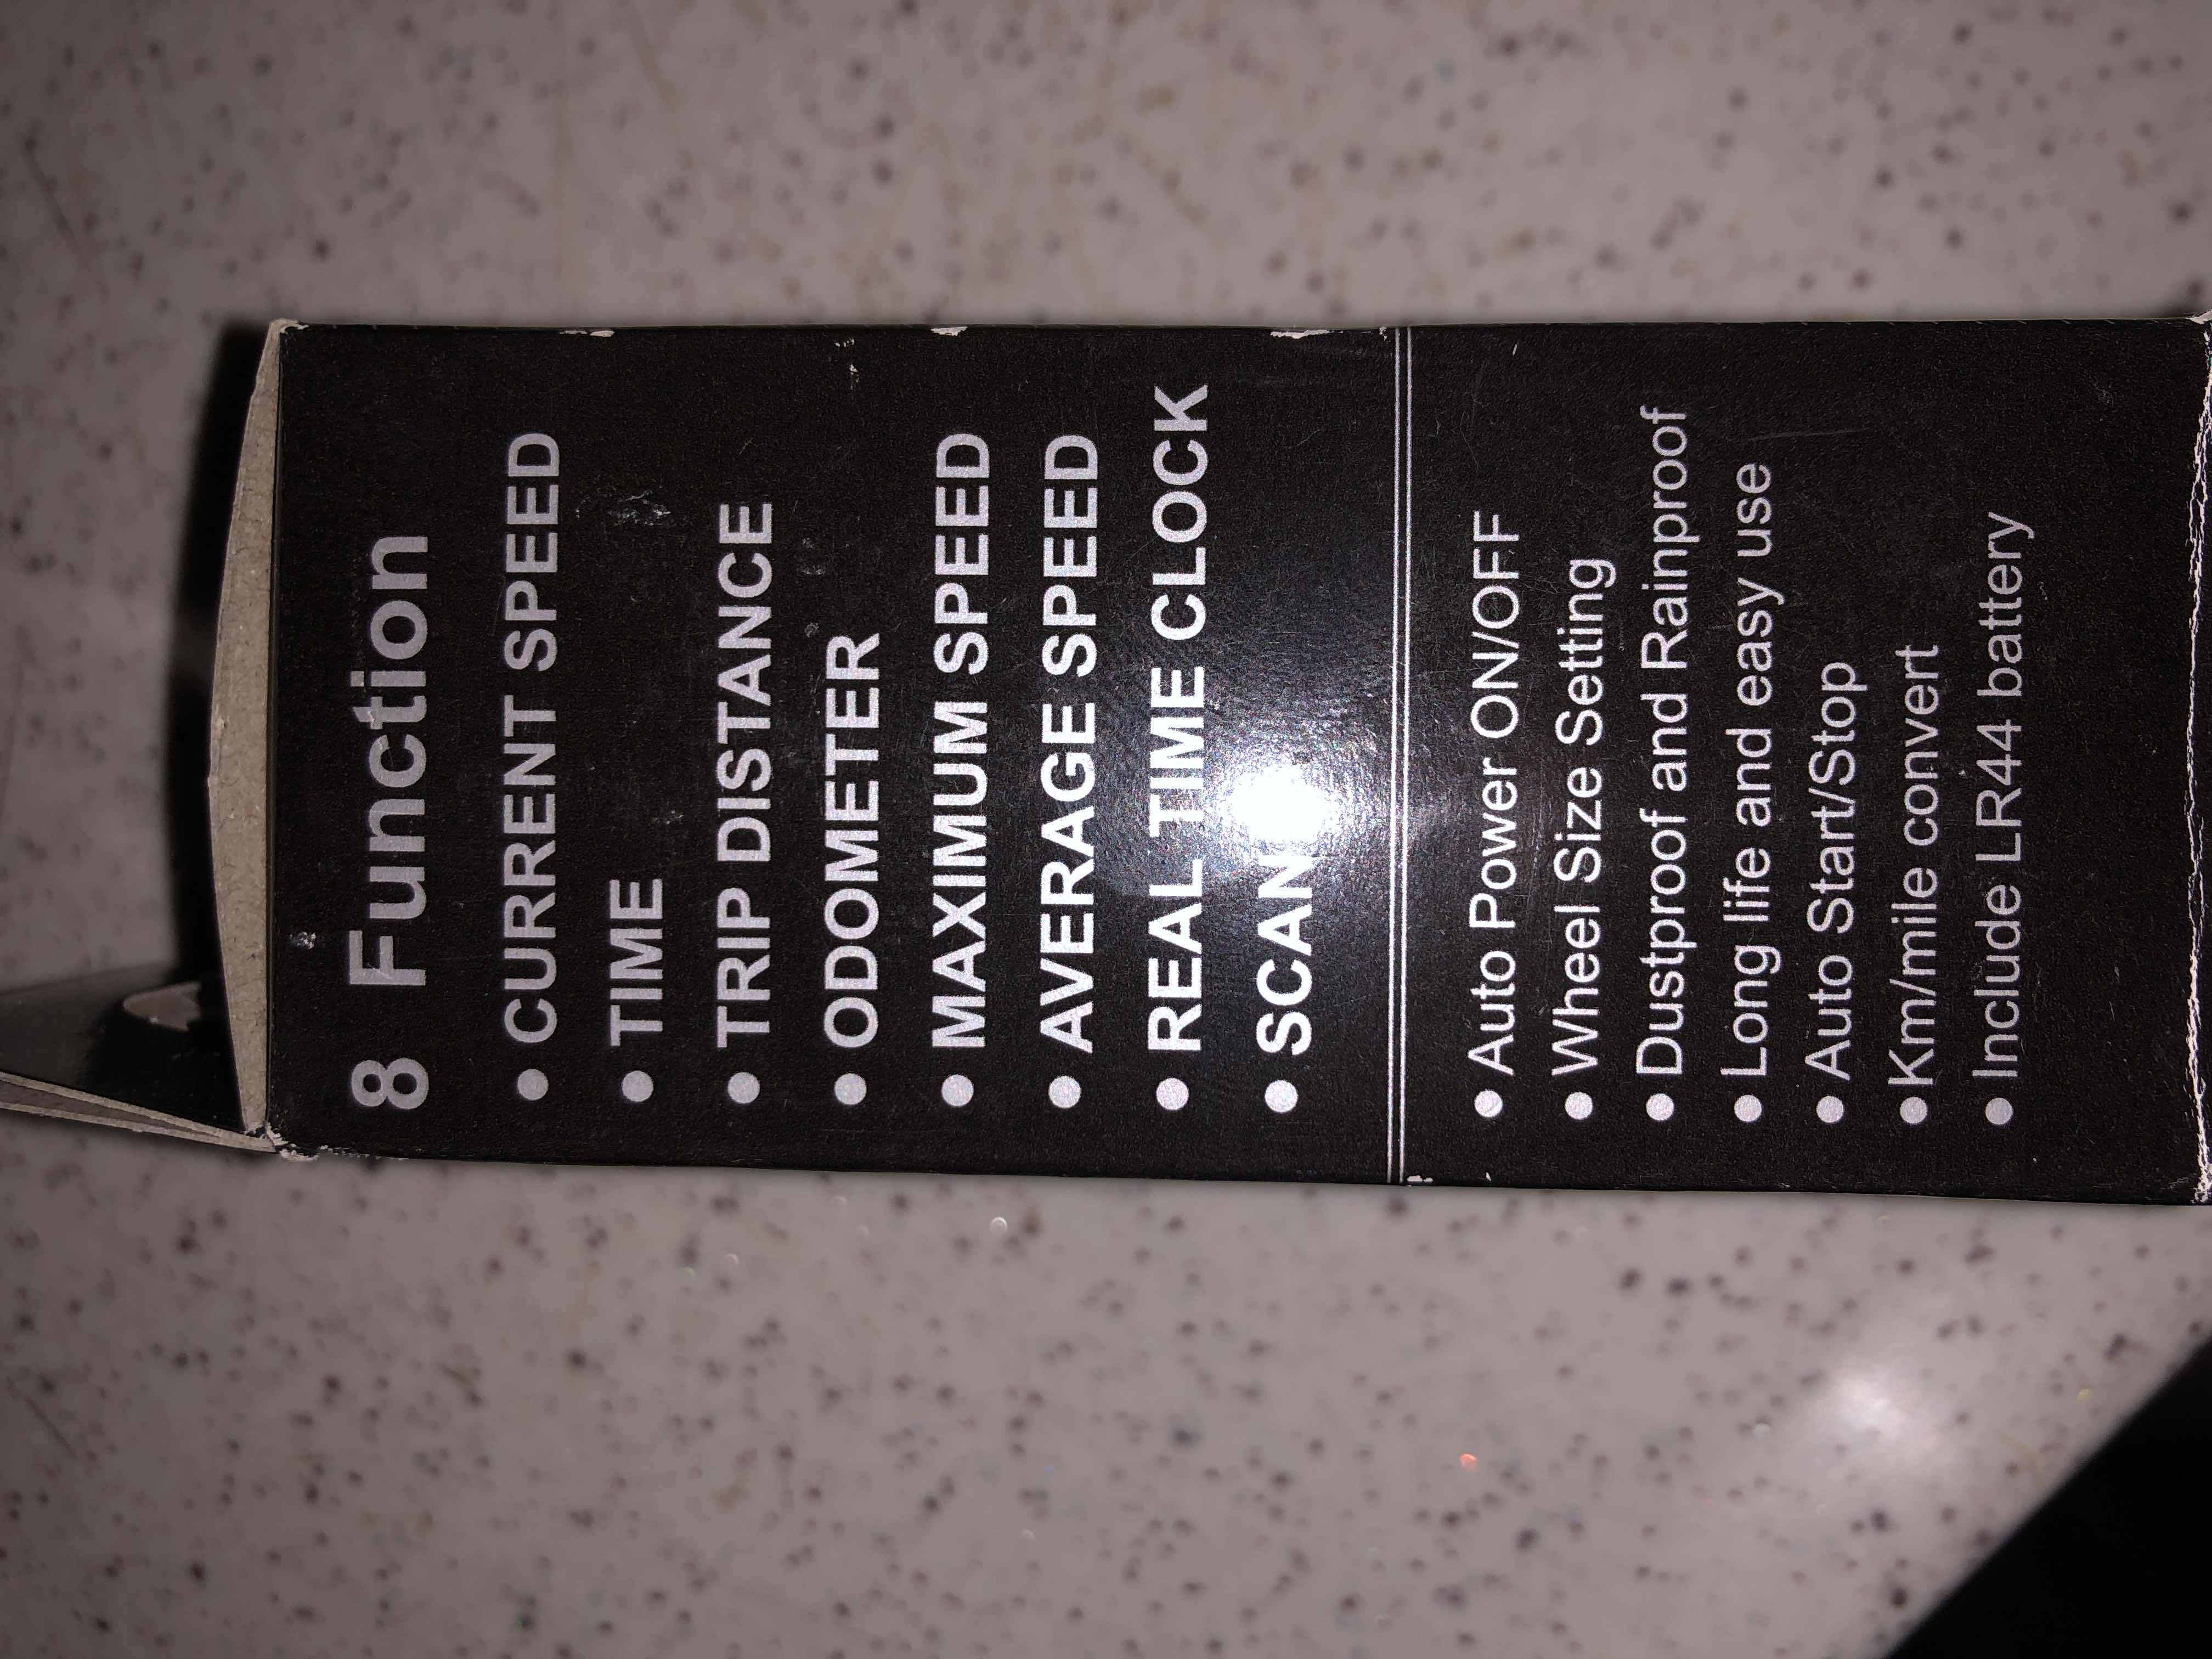 8 Function
• CURRENT SPEED
• TIME
• TRIP DISTANCE
• ODOMETER
• MAXIMUM SPEED
• AVERAGE SPEED
• REAL TIME CLOCK
• SCAN
• Auto Power ON/OFF
• Wheel Size Setting
• Dustproof and Rainproof
• Long life and easy use
• Auto Start/Stop
• Km/mile convert
• Include LR44 battery